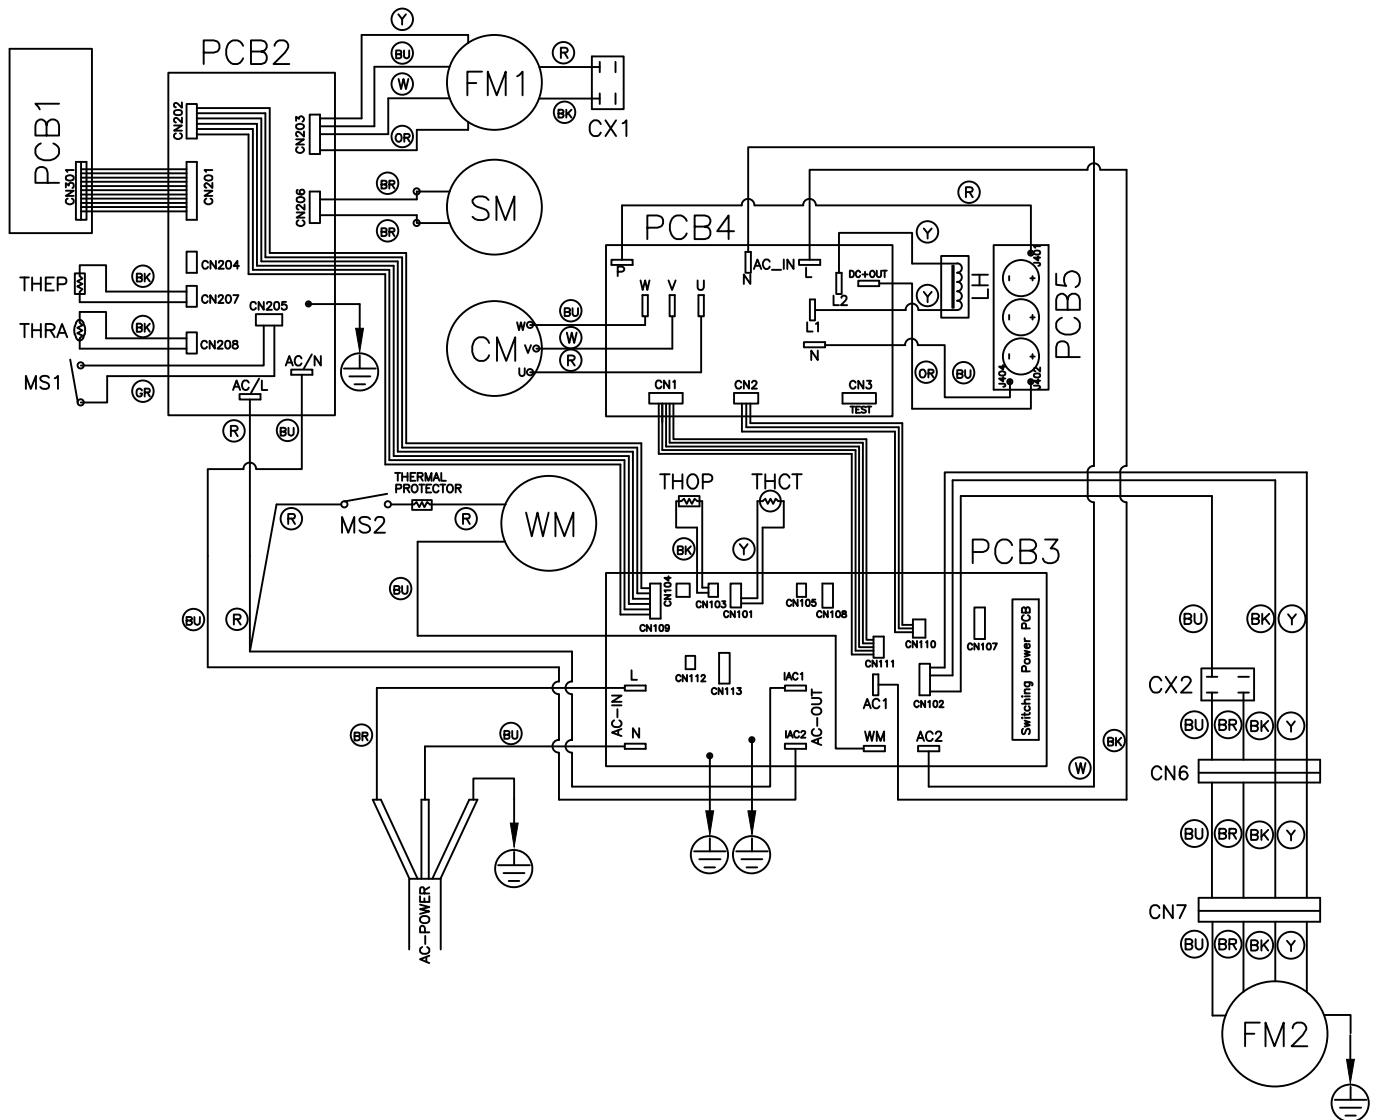 Y
PCB2
BU
R
FM1
W
PCB1
CN202
CN203
OR
BK
CX1
CN301
CN201
CN206
BR
SM
BR
R
PCB4
Y
CN204
THEP
BK
CN207
CN205
P
W
V
U
N
AC_IN
L
L2
DC+OUT
Y
LH
J401
-
+
PCB5
THRA
BK
CN208
W
BU
CM
V
W
U
R
L1
-
+
N
-
+
MS1
GR
AC/L
AC/N
OR
BU
J404
J402
CN1
CN2
CN3
TEST
R
BU
THERMAL
PROTECTOR
THOP
THCT
R
MS2
R
WM
BK
Y
PCB3
BU
BU
R
CN104
CN103
CN101
CN105
CN108
CN109
CN110
CN107
Switching Power PCB
BU
BK
Y
CN111
CN112
CN113
L
AC-IN
N
IAC1
AC-OUT
IAC2
AC1
CN102
WM
AC2
CX2
BR
BU
BK
W
BU
BR
BK
Y
CN6
BU
BR
BK
Y
AC-POWER
CN7
BU
BR
BK
Y
FM2